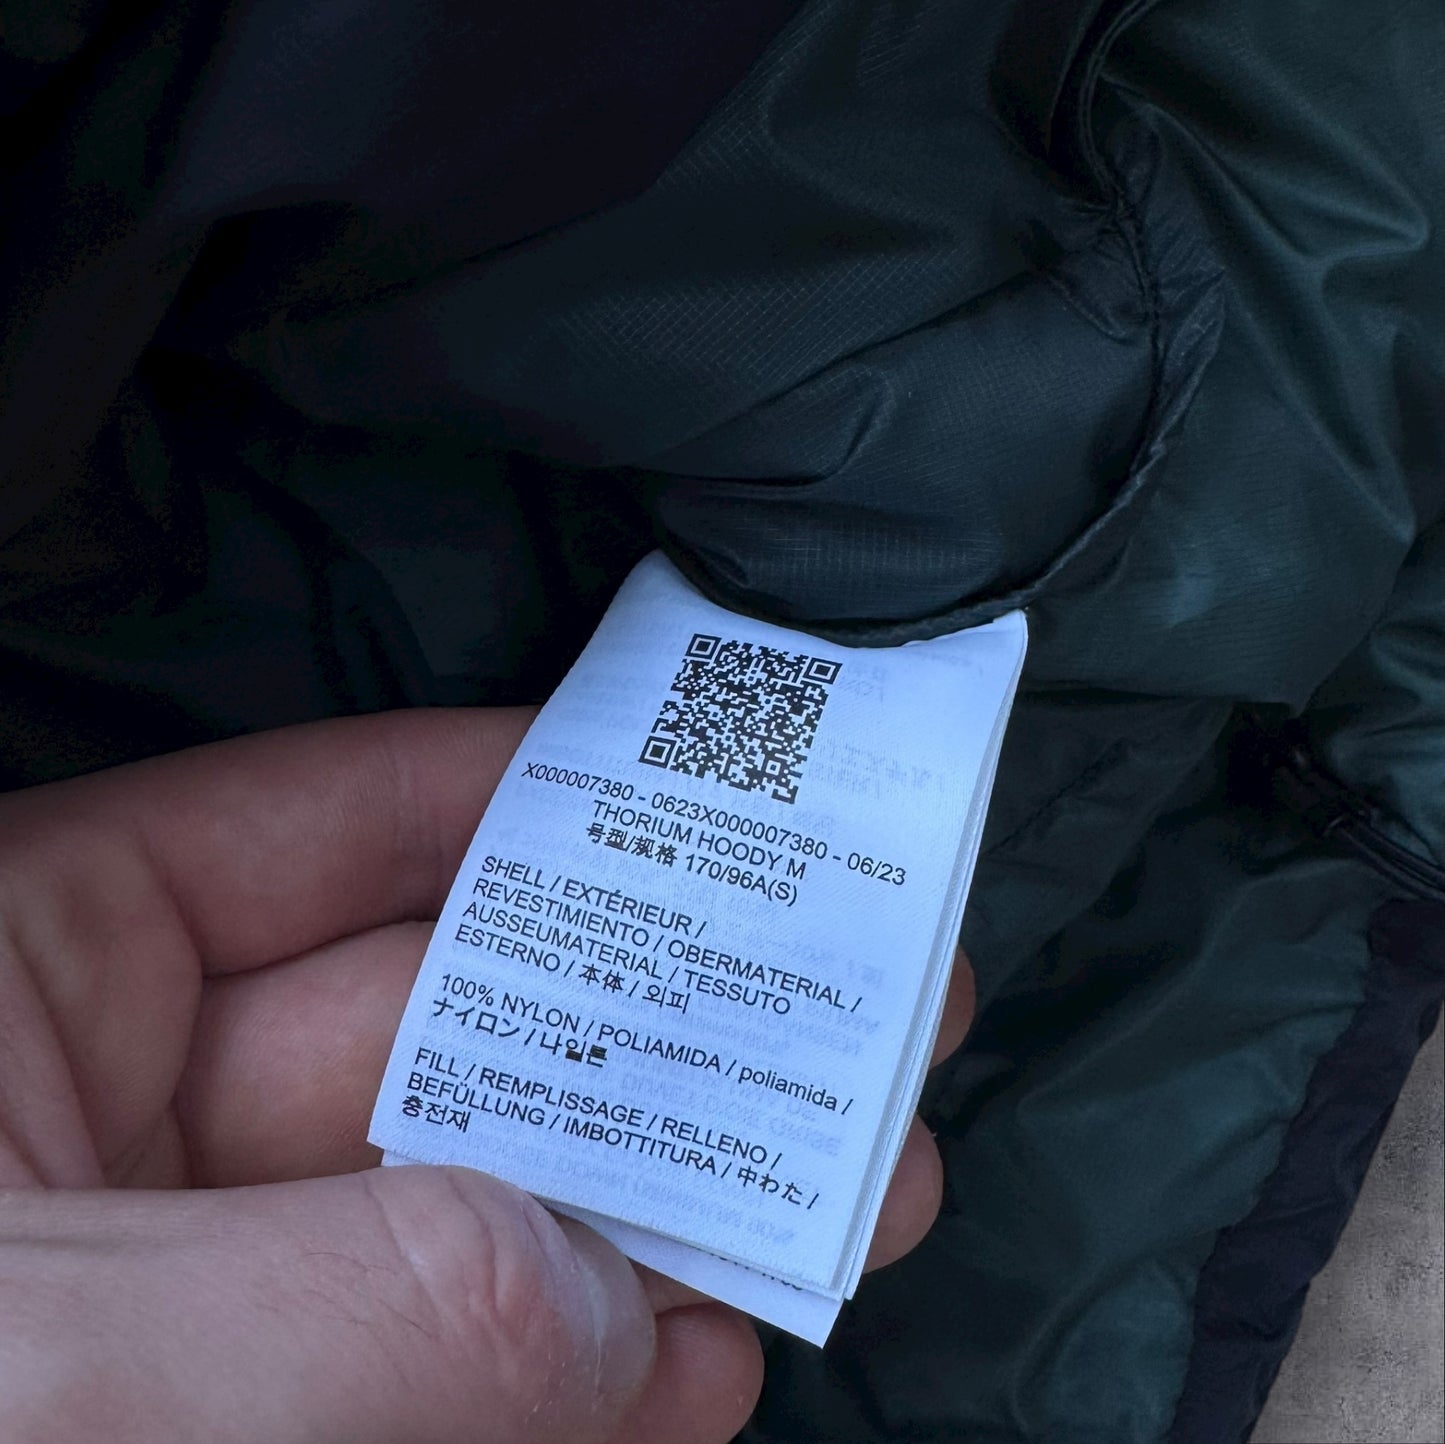 X000007380 - 0623X000007380 - 06/23
THORIUM HOODY M
号型/规格 170/96A(S)
SHELL / EXTÉRIEUR /
REVESTIMIENTO / OBERMATERIAL /
AUSSEUMATERIAL / TESSUTO
ESTERNO / 本体 / 외피
100% NYLON / POLIAMIDA / poliamida /
ナイロン / 나일론
FILL / REMPLISSAGE / RELLENO /
BEFÜLLUNG / IMBOTTITURA / 中わた /
충전재